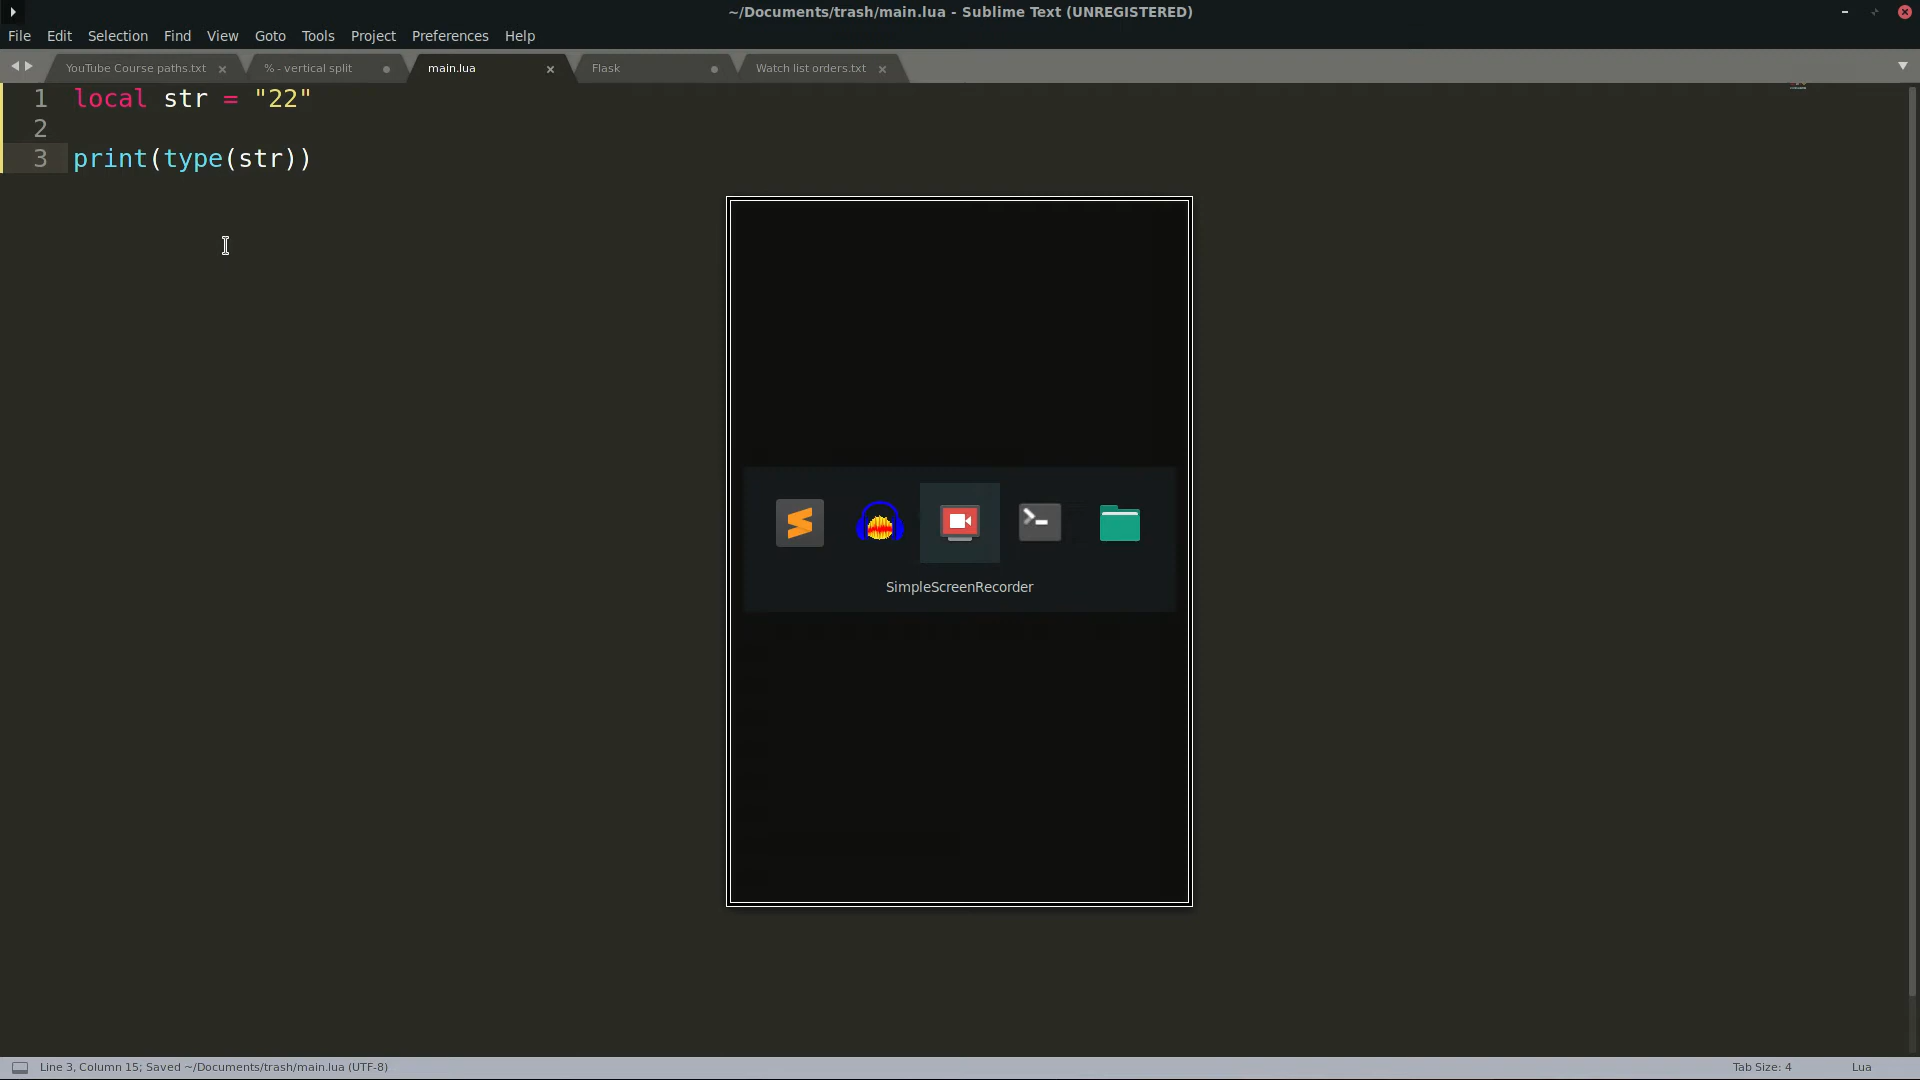 ~/Documents/trash/main.lua - Sublime Text (UNREGISTERED)
File Edit Selection Find View Goto Tools Project Preferences Help
YouTube Course paths.txt % - vertical split main.lua Flask Watch list orders.txt
1 local str = "22"
2
3 print(type(str))
SimpleScreenRecorder
Line 3, Column 15; Saved ~/Documents/trash/main.lua (UTF-8) Tab Size: 4 Lua